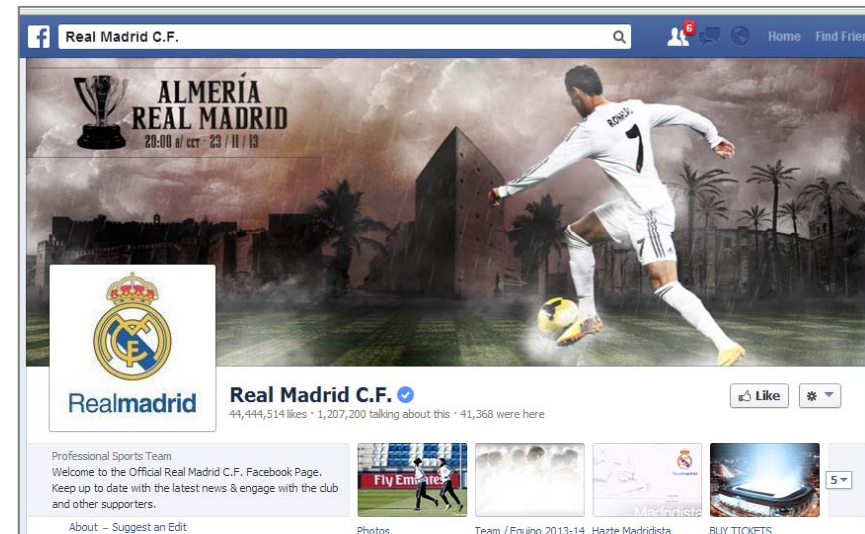 Real Madrid C.F.
6
Home Find Frien
ALMERÍA
REAL MADRID
20:00 H/ CET - 23 / 11 / 13
RONALDO
7
7
Realmadrid
Real Madrid C.F.
44,444,514 likes · 1,207,200 talking about this · 41,368 were here
Like
Professional Sports Team
Welcome to the Official Real Madrid C.F. Facebook Page.
Keep up to date with the latest news & engage with the club
and other supporters.
About – Suggest an Edit
Fly Emirates
Realmadrid
Madridista
5
Photos
Team / Equipo 2013-14
Hazte Madridista
BUY TICKETS